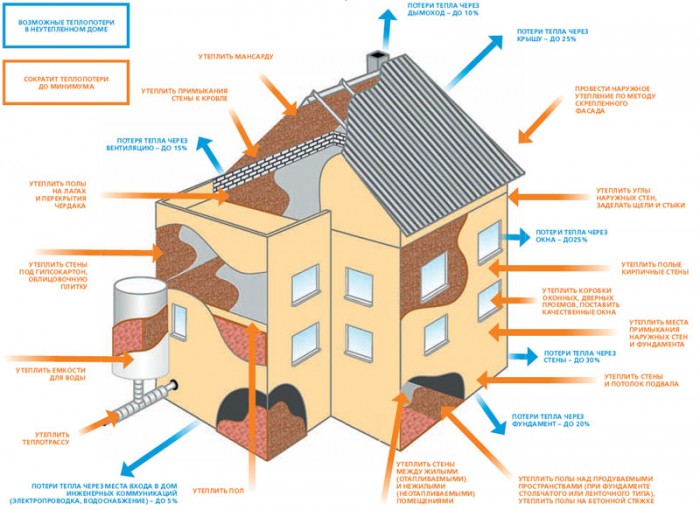 ВОЗМОЖНЫЕ ТЕПЛОПОТЕРИ
В НЕУТЕПЛЕННОМ ДОМЕ
СОКРАТИТ ТЕПЛОПОТЕРИ
ДО МИНИМУМА
ПОТЕРИ ТЕПЛА ЧЕРЕЗ
ДЫМОХОД – ДО 10%
ПОТЕРИ ТЕПЛА ЧЕРЕЗ
КРЫШУ – ДО 25%
УТЕПЛИТЬ МАНСАРДУ
УТЕПЛИТЬ ПРИМЫКАНИЯ
СТЕНЫ К КРОВЛЕ
ПРОВЕСТИ НАРУЖНОЕ
УТЕПЛЕНИЕ ПО МЕТОДУ
СКРЕПЛЕННОГО
ФАСАДА
ПОТЕРЯ ТЕПЛА ЧЕРЕЗ
ВЕНТИЛЯЦИЮ – ДО 15%
УТЕПЛИТЬ ПОЛЫ
НА ЛАГАХ
И ПЕРЕКРЫТИЯ
ЧЕРДАКА
УТЕПЛИТЬ УГЛЫ
НАРУЖНЫХ СТЕН,
ЗАДЕЛАТЬ ЩЕЛИ И СТЫКИ
ПОТЕРИ ТЕПЛА ЧЕРЕЗ
ОКНА – ДО25%
УТЕПЛИТЬ СТЕНЫ
ПОД ГИПСОКАРТОН,
ОБЛИЦОВОЧНУЮ
ПЛИТКУ
УТЕПЛИТЬ ПОЛЫЕ
КИРПИЧНЫЕ СТЕНЫ
УТЕПЛИТЬ КОРОБКИ
ОКОННЫХ, ДВЕРНЫХ
ПРОЕМОВ, ПОСТАВИТЬ
КАЧЕСТВЕННЫЕ ОКНА
УТЕПЛИТЬ МЕСТА
ПРИМЫКАНИЯ
НАРУЖНЫХ СТЕН
И ФУНДАМЕНТА
ПОТЕРИ ТЕПЛА ЧЕРЕЗ
СТЕНЫ – ДО 30%
УТЕПЛИТЬ ЕМКОСТИ
ДЛЯ ВОДЫ
УТЕПЛИТЬ СТЕНЫ
И ПОТОЛОК ПОДВАЛА
УТЕПЛИТЬ
ТЕПЛОТРАССУ
ПОТЕРИ ТЕПЛА ЧЕРЕЗ
ФУНДАМЕНТ – ДО 20%
ПОТЕРИ ТЕПЛА ЧЕРЕЗ МЕСТА ВХОДА В ДОМ
ИНЖЕНЕРНЫХ КОММУНИКАЦИЙ
(ЭЛЕКТРОПРОВОДКА, ВОДОСНАБЖЕНИЕ) – ДО 5%
УТЕПЛИТЬ ПОЛ
УТЕПЛИТЬ СТЕНЫ
МЕЖДУ ЖИЛЫМИ
(ОТАПЛИВАЕМЫМИ)
И НЕЖИЛЫМИ
(НЕОТАПЛИВАЕМЫМИ)
ПОМЕЩЕНИЯМИ
УТЕПЛИТЬ ПОЛЫ НАД ПРОДУВАЕМЫМИ
ПРОСТРАНСТВАМИ (ПРИ ФУНДАМЕНТЕ
СТОЛБЧАТОГО ИЛИ ЛЕНТОЧНОГО ТИПА),
УТЕПЛИТЬ ПОЛЫ НА БЕТОННОЙ СТЯЖКЕ